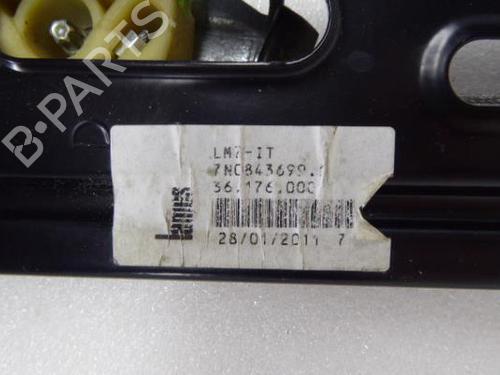 B-PARTS
LM7-IT
7N0843699.
36.176.000
28/01/2011 7